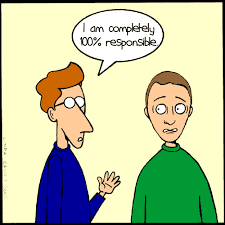 I am completely
100% responsible.